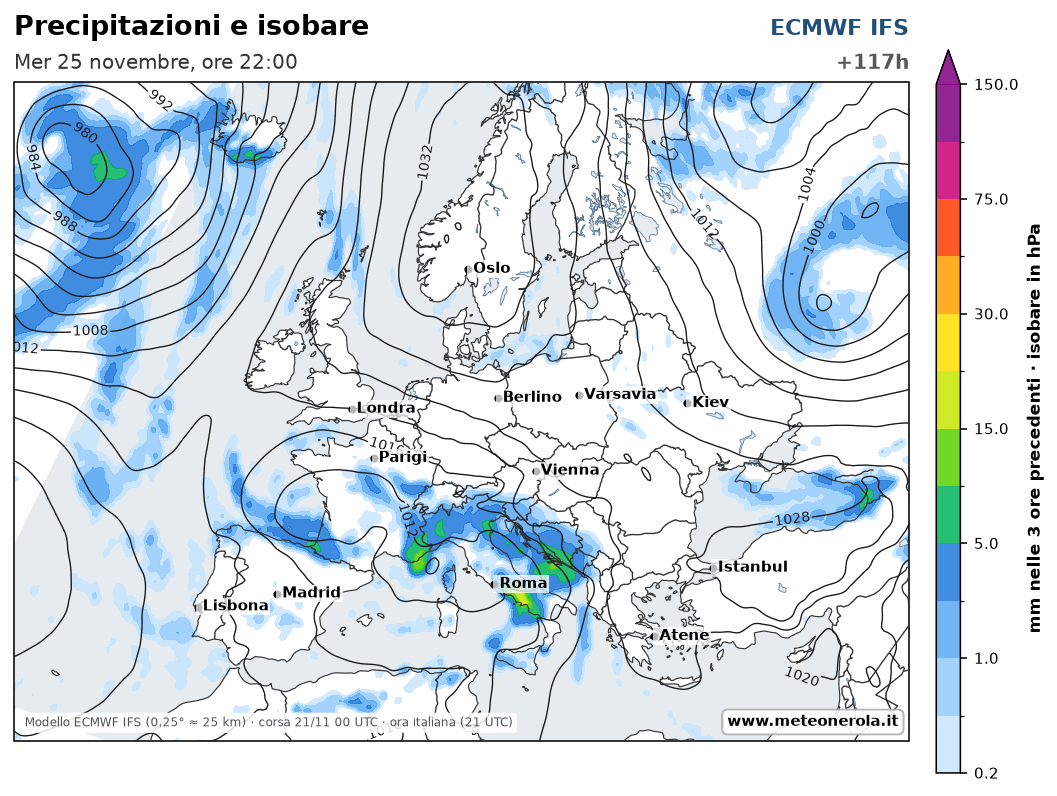 Precipitazioni e isobare
ECMWF IFS
Mer 25 novembre, ore 22:00
+117h
992
980
984
988
1008
012
1032
1012
1004
1000
Oslo
Londra
Berlino
Varsavia
Kiev
Parigi
Vienna
1012
1028
Roma
Istanbul
Madrid
Lisbona
Atene
1020
Modello ECMWF IFS (0,25° ≈ 25 km) · corsa 21/11 00 UTC · ora italiana (21 UTC)
www.meteonerola.it
150.0
75.0
30.0
15.0
5.0
1.0
0.2
mm nelle 3 ore precedenti · isobare in hPa